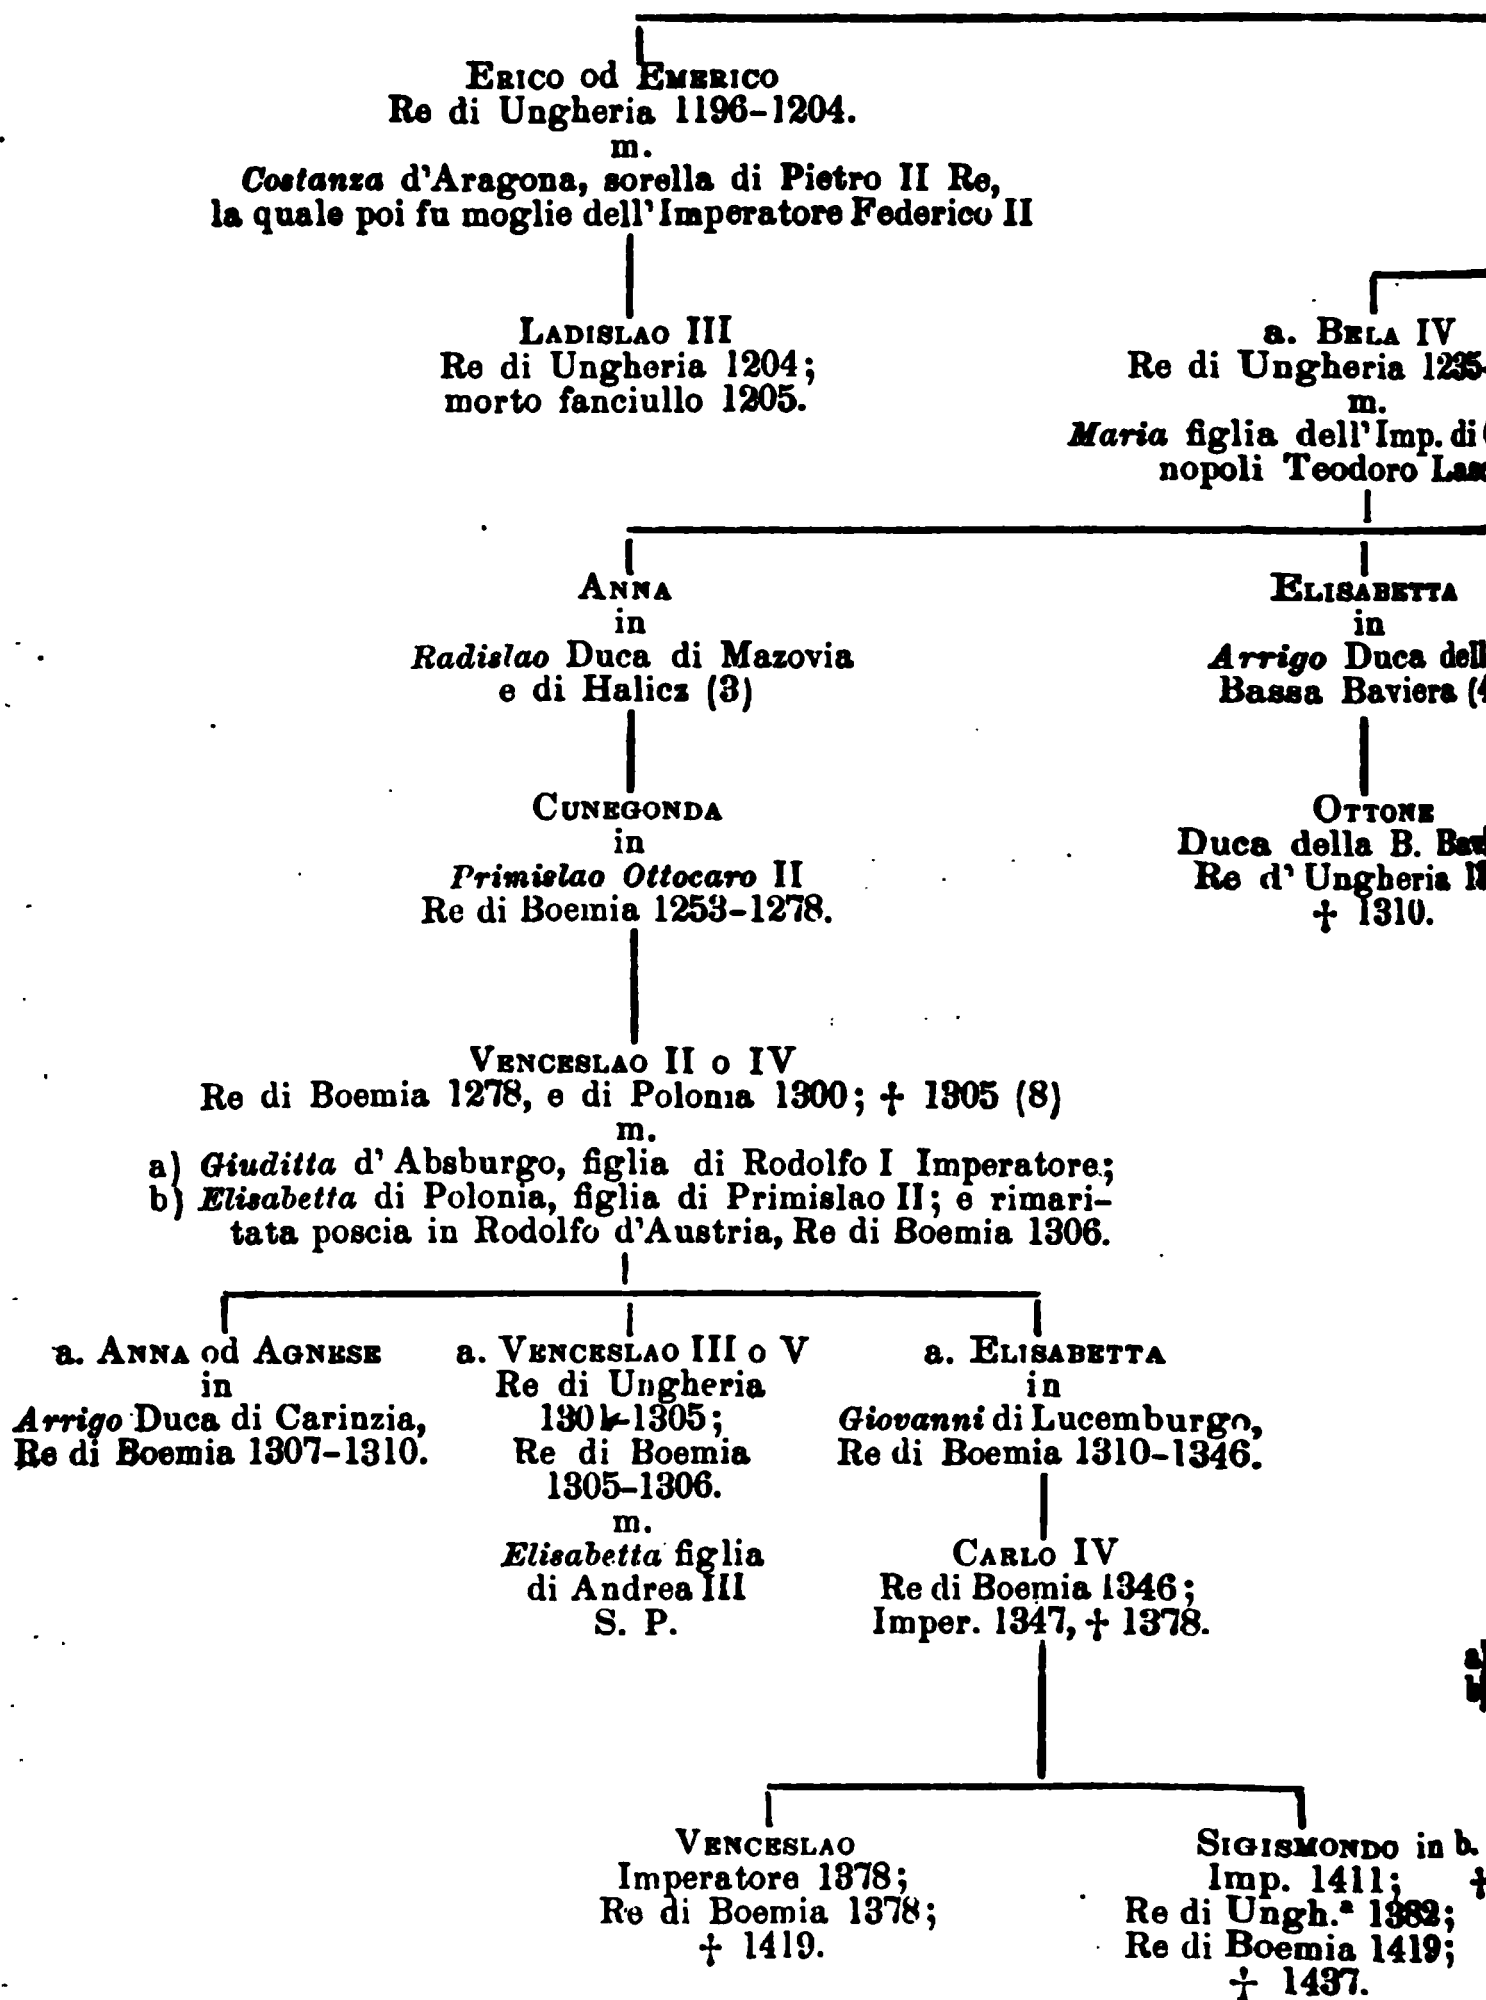 ERICO od EMERICO
Re di Ungheria 1196-1204.
m.
Costanza d'Aragona, sorella di Pietro II Re,
la quale poi fu moglie dell'Imperatore Federico II
LADISLAO III
Re di Ungheria 1204;
morto fanciullo 1205.
a. BELA IV
Re di Ungheria 1235-
m.
Maria figlia dell'Imp. di
nopoli Teodoro
ANNA
in
Radislao Duca di Mazovia
e di Halicz (3)
ELISABETTA
in
Arrigo Duca dell
Bassa Baviera (4
CUNEGONDA
in
Primislao Ottocaro II
Re di Boemia 1253-1278.
OTTONE
Duca della B.
Re d' Ungheria
† 1310.
VENCESLAO II o IV
Re di Boemia 1278, e di Polonia 1300; † 1305 (8)
m.
a) Giuditta d' Absburgo, figlia di Rodolfo I Imperatore;
b) Elisabetta di Polonia, figlia di Primislao II; e rimari-
tata poscia in Rodolfo d'Austria, Re di Boemia 1306.
a. ANNA od AGNESE
in
Arrigo Duca di Carinzia,
Re di Boemia 1307-1310.
a. VENCESLAO III o V
Re di Ungheria
1301-1305;
Re di Boemia
1305-1306.
m.
Elisabetta figlia
di Andrea III
S. P.
a. ELISABETTA
in
Giovanni di Lucemburgo,
Re di Boemia 1310-1346.
CARLO IV
Re di Boemia 1346;
Imper. 1347, † 1378.
a)
b)
VENCESLAO
Imperatore 1378;
Re di Boemia 1378;
† 1419.
SIGISMONDO in b.
Imp. 1411; †
Re di Ungh.ª 1382;
Re di Boemia 1419;
† 1437.